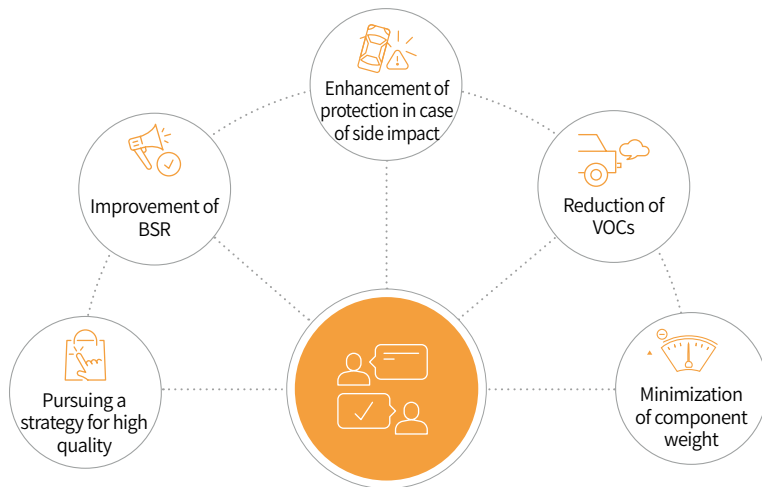 Enhancement of
protection in case
of side impact
Improvement of
BSR
Reduction of
VOCs
Pursuing a
strategy for high
quality
Minimization
of component
weight